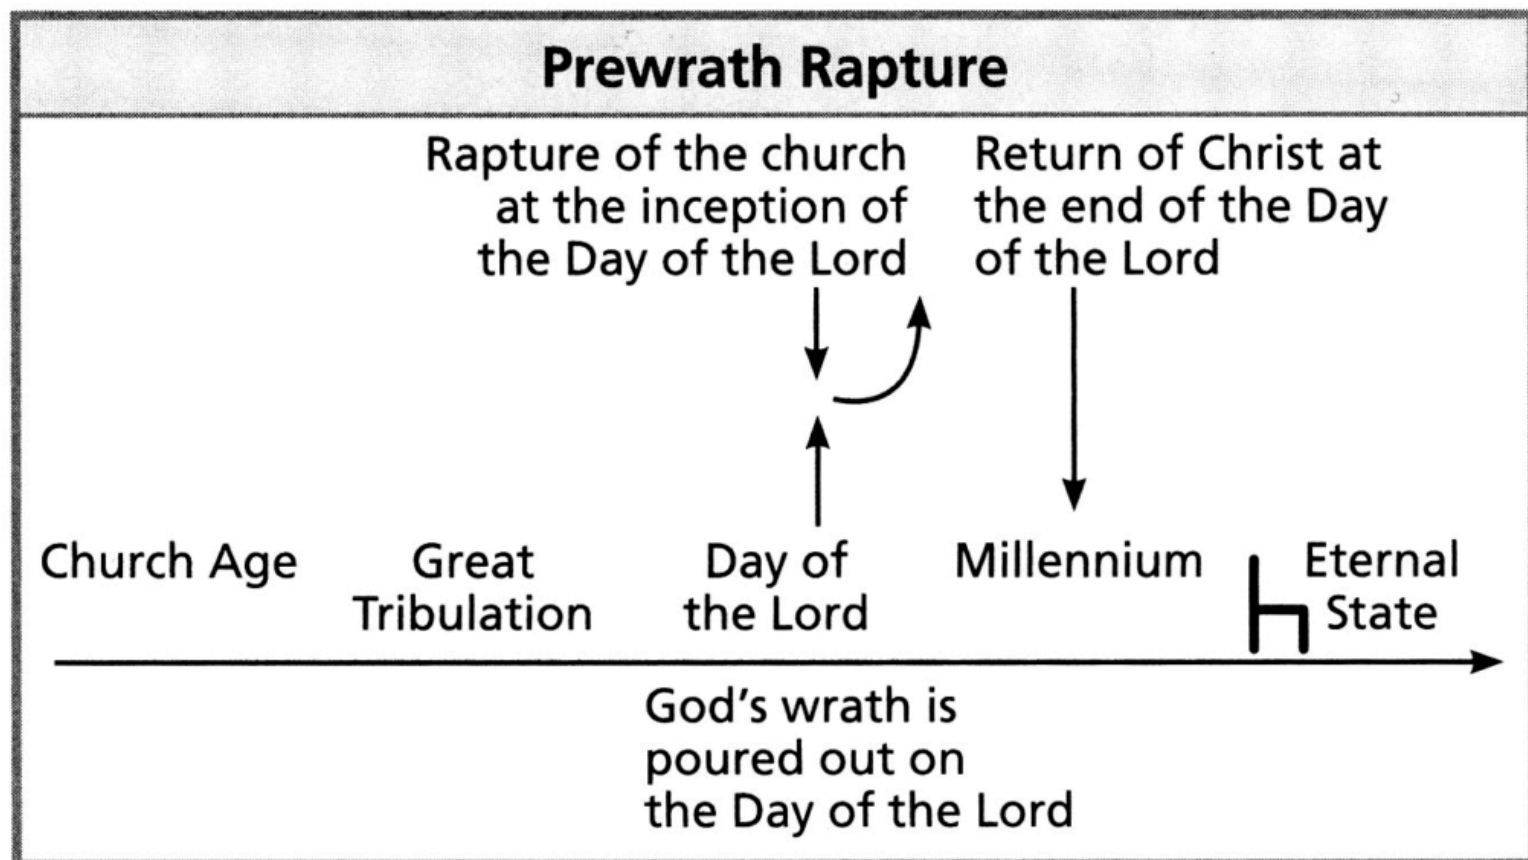 Prewrath Rapture
Rapture of the church
at the inception of
the Day of the Lord
Return of Christ at
the end of the Day
of the Lord
Church Age
Great
Tribulation
Day of
the Lord
Millennium
Eternal
State
God's wrath is
poured out on
the Day of the Lord